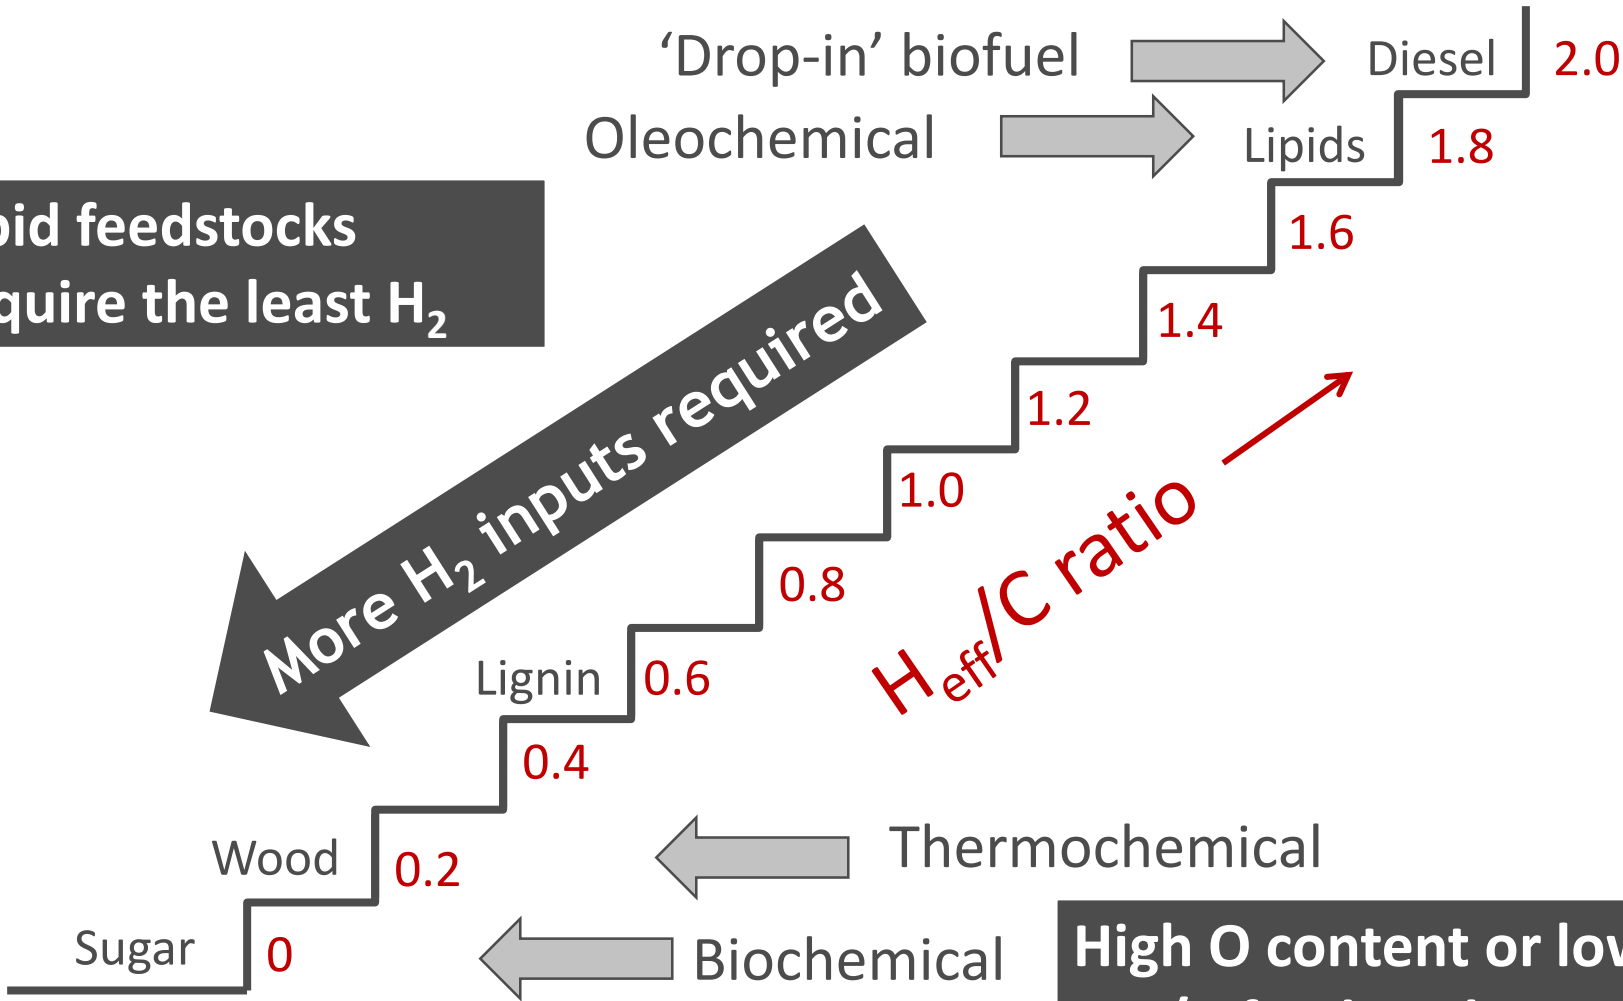 ‘Drop-in’ biofuel
Diesel
2.0
Oleochemical
Lipids
1.8
feedstocks
the least H2
1.6
1.4
More H2 inputs required
1.2
1.0
Heff/C ratio
0.8
Lignin
0.6
0.4
Wood
0.2
Thermochemical
Sugar
0
Biochemical
High O content or low